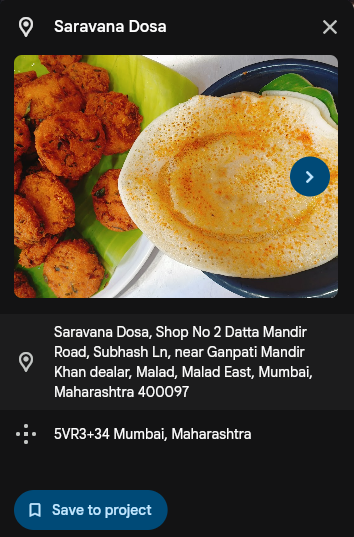 Saravana Dosa
Saravana Dosa, Shop No 2 Datta Mandir
Road, Subhash Ln, near Ganpati Mandir
Khan dealar, Malad, Malad East, Mumbai,
Maharashtra 400097
5VR3+34 Mumbai, Maharashtra
Save to project